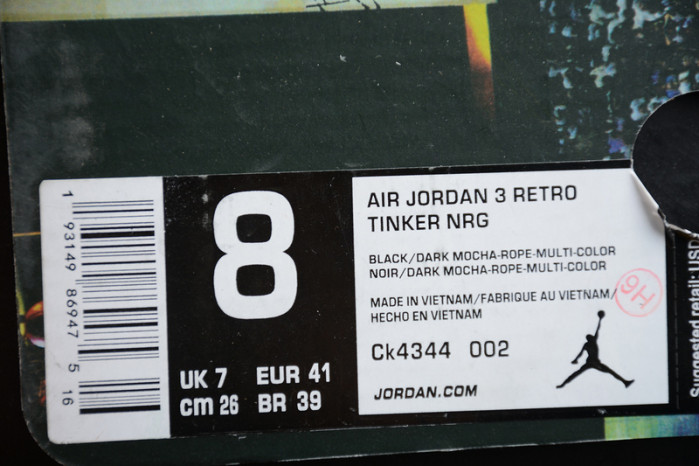 AIR JORDAN 3 RETRO
TINKER NRG
BLACK/DARK MOCHA-ROPE-MULTI-COLOR
NOIR/DARK MOCHA-ROPE-MULTI-COLOR
MADE IN VIETNAM/FABRIQUE AU VIETNAM/
HECHO EN VIETNAM
Ck4344 002
JORDAN.COM
8
UK 7 EUR 41
cm 26 BR 39
1 93149 86947 5 16
H6
Suggested retail: USD